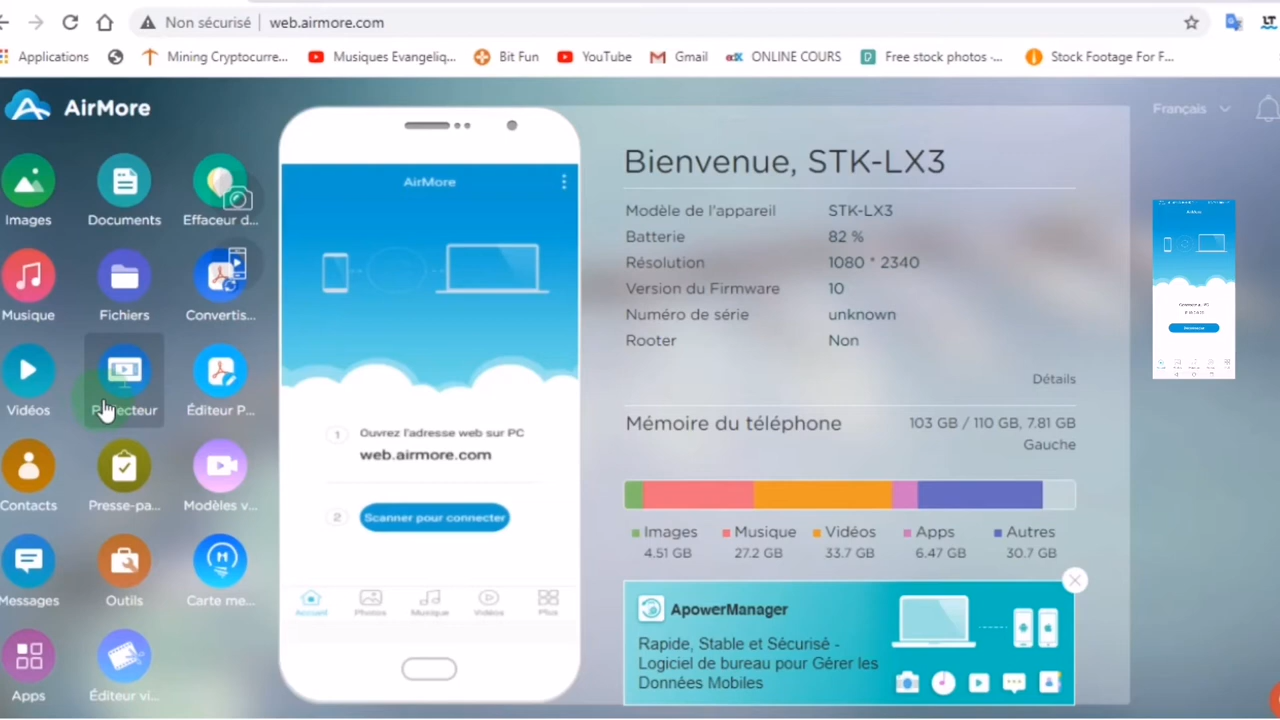 Non sécurisé
web.airmore.com
Applications
Mining Cryptocurre...
Musiques Evangeliq...
Bit Fun
YouTube
Gmail
ONLINE COURS
Free stock photos -...
Stock Footage For F...
AirMore
Français
Images
Documents
Effaceur d...
Musique
Fichiers
Convertis...
Vidéos
Éditeur P...
Contacts
Presse-pa...
Modèles v...
Messages
Outils
Carte me...
Apps
Éditeur vi...
AirMore
1 Ouvrez l'adresse web sur PC
web.airmore.com
2 Scanner pour connecter
Accueil
Photos
Musique
Vidéos
Plus
Bienvenue, STK-LX3
Modèle de l'appareil STK-LX3
Batterie 82 %
Résolution 1080 * 2340
Version du Firmware 10
Numéro de série unknown
Rooter Non
Détails
Mémoire du téléphone 103 GB / 110 GB, 7.81 GB
Gauche
Images Musique Vidéos Apps Autres
4.51 GB 27.2 GB 33.7 GB 6.47 GB 30.7 GB
ApowerManager
Rapide, Stable et Sécurisé -
Logiciel de bureau pour Gérer les
Données Mobiles